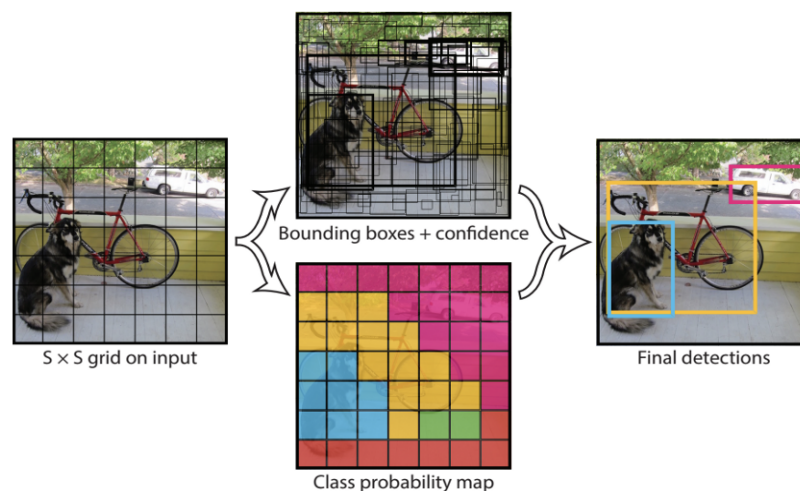 Bounding boxes + confidence
S × S grid on input
Final detections
Class probability map